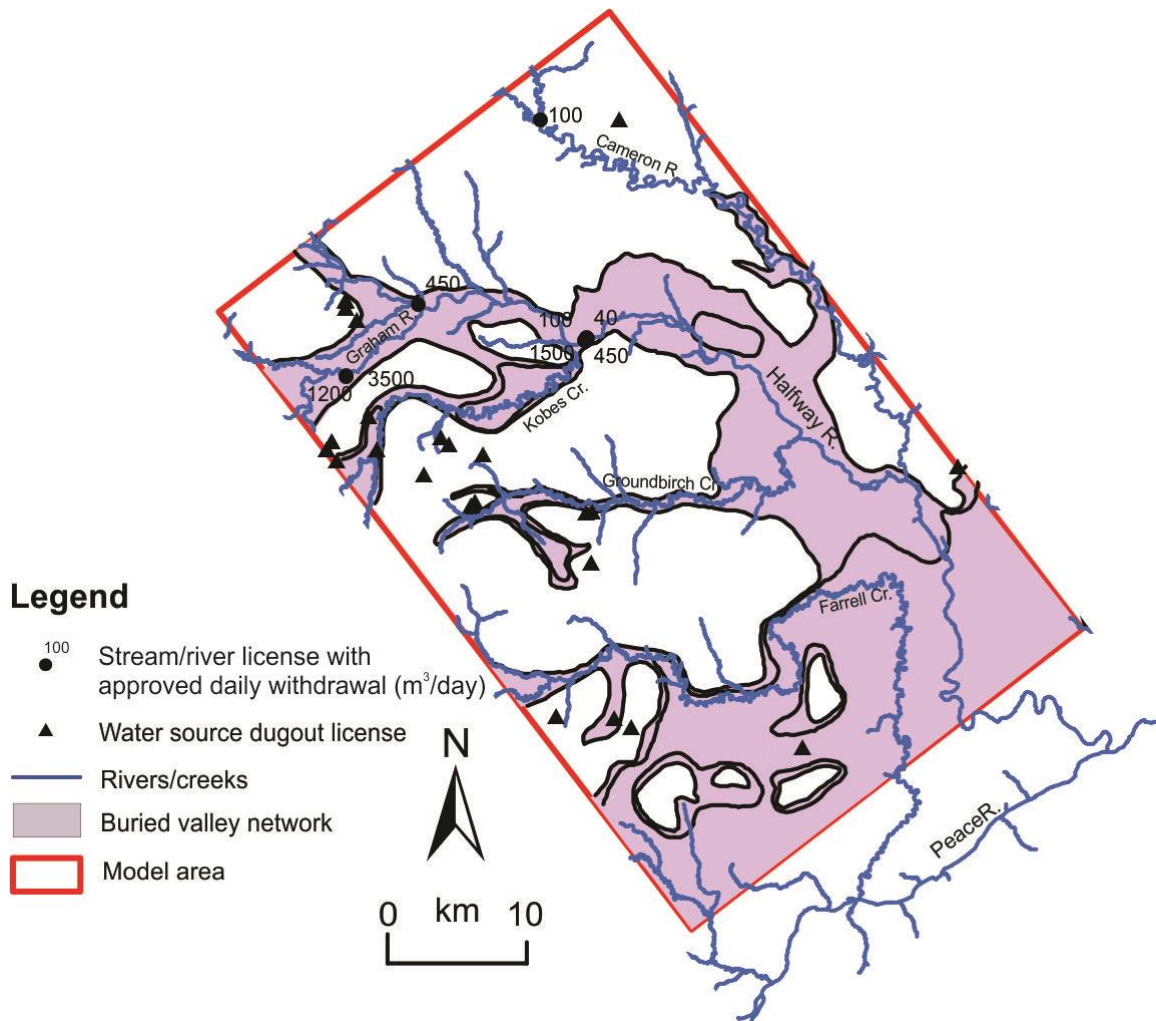 100
Cameron R.
450
Graham R.
100 40
1500 450
1200 3500
Kobes Cr.
Halfway R.
Groundbirch Cr.
Farrell Cr.
Legend
100
Stream/river license with
approved daily withdrawal (m³/day)
Water source dugout license
Rivers/creeks
Buried valley network
Model area
N
0 km 10
PeaceR.